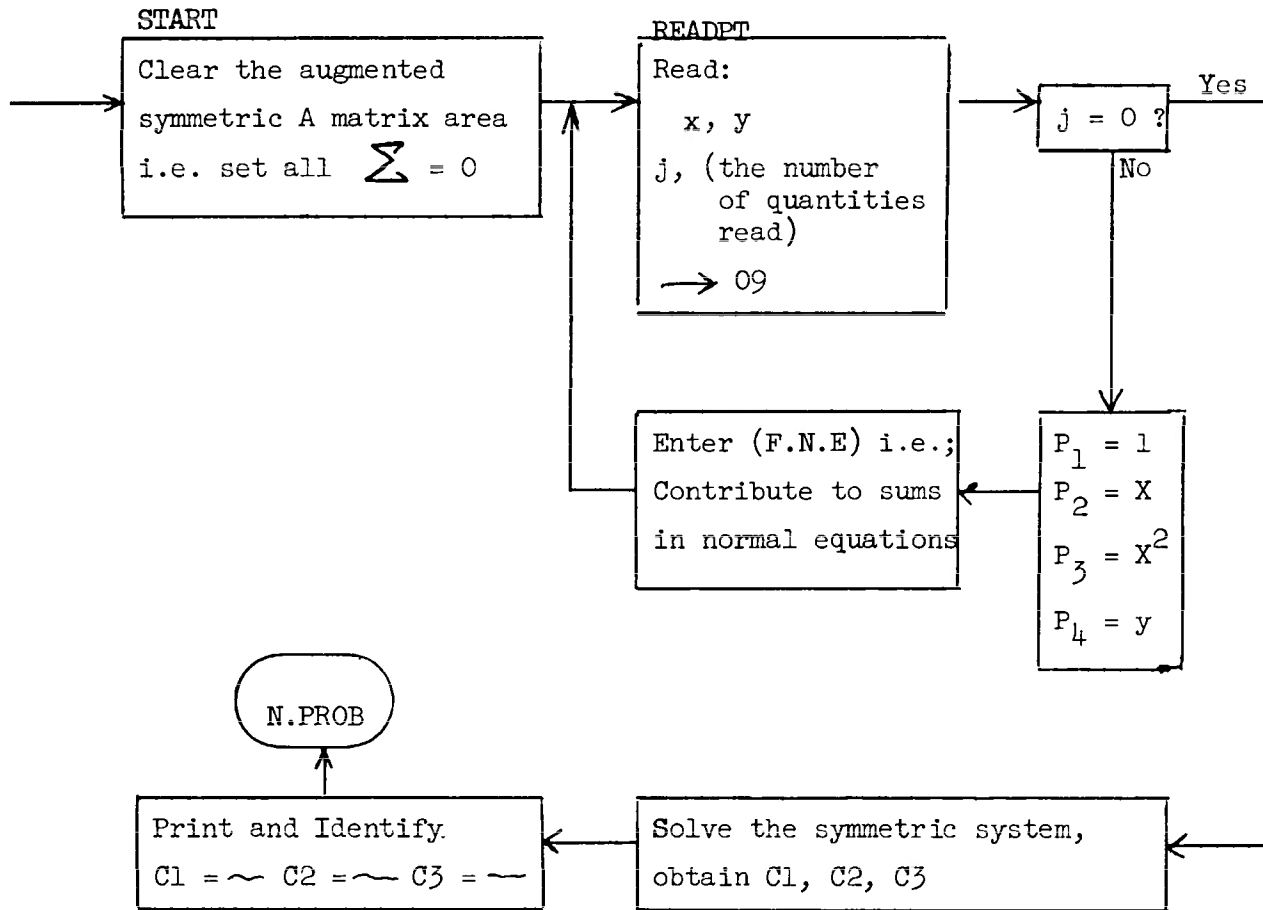 START
Clear the augmented
symmetric A matrix area
i.e. set all ∑ = 0
READPT
Read:
x, y
j, (the number
of quantities
read)
→ 09
j = 0 ?
Yes
No
P₁ = 1
P₂ = X
P₃ = X²
P₄ = y
Enter (F.N.E) i.e.;
Contribute to sums
in normal equations
N.PROB
Print and Identify.
C1 = ~ C2 = ~ C3 = ~
Solve the symmetric system,
obtain C1, C2, C3